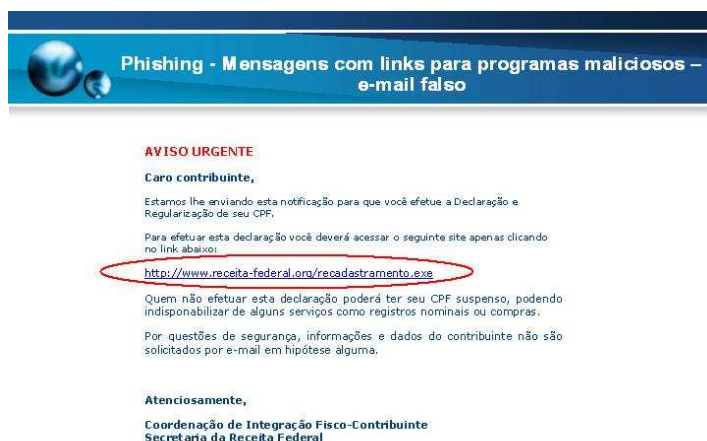 Phishing - Mensagens com links para programas maliciosos –
e-mail falso
AVISO URGENTE
Caro contribuinte,
Estamos lhe enviando esta notificação para que você efetue a Declaração e
Regularização de seu CPF.
Para efetuar esta declaração você deverá acessar o seguinte site apenas clicando
no link abaixo:
http://www.receita-federal.org/recadastramento.exe
Quem não efetuar esta declaração poderá ter seu CPF suspenso, podendo
indisponabilizar de alguns serviços como registros nominais ou compras.
Por questões de segurança, informações e dados do contribuinte não são
solicitados por e-mail em hipótese alguma.
Atenciosamente,
Coordenação de Integração Fisco-Contribuinte
Secretaria da Receita Federal